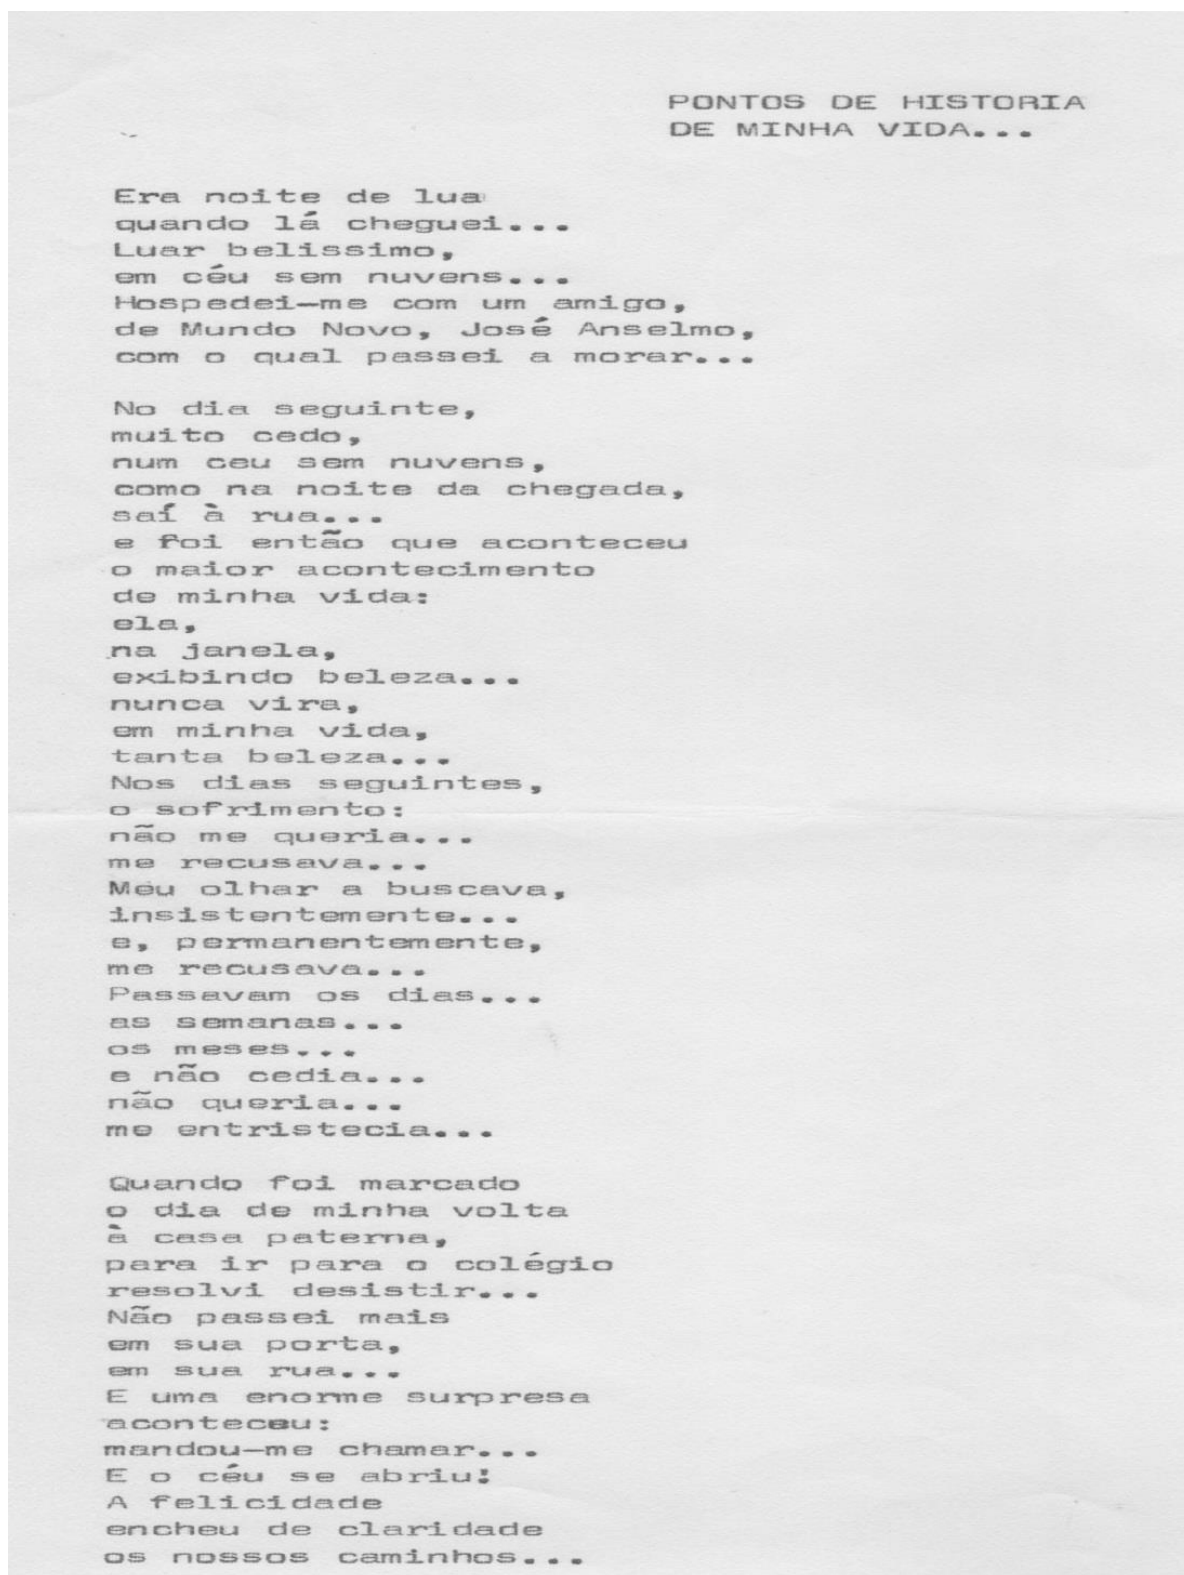 PONTOS DE HISTORIA
DE MINHA VIDA...
Era noite de lua
quando lá cheguei...
Luar belissimo,
em céu sem nuvens...
Hospedei-me com um amigo,
de Mundo Novo, José Anselmo,
com o qual passei a morar...
No dia seguinte,
muito cedo,
num ceu sem nuvens,
como na noite da chegada,
saí à rua...
e foi então que aconteceu
o maior acontecimento
de minha vida:
ela,
na janela,
exibindo beleza...
nunca vira,
em minha vida,
tanta beleza...
Nos dias seguintes,
o sofrimento:
não me queria...
me recusava...
Meu olhar a buscava,
insistentemente...
e, permanentemente,
me recusava...
Passavam os dias...
as semanas...
os meses...
e não cedia...
não queria...
me entristecia...
Quando foi marcado
o dia de minha volta
à casa paterna,
para ir para o colégio
resolvi desistir...
Não passei mais
em sua porta,
em sua rua...
E uma enorme surpresa
aconteceu:
mandou-me chamar...
E o céu se abriu!
A felicidade
encheu de claridade
os nossos caminhos...